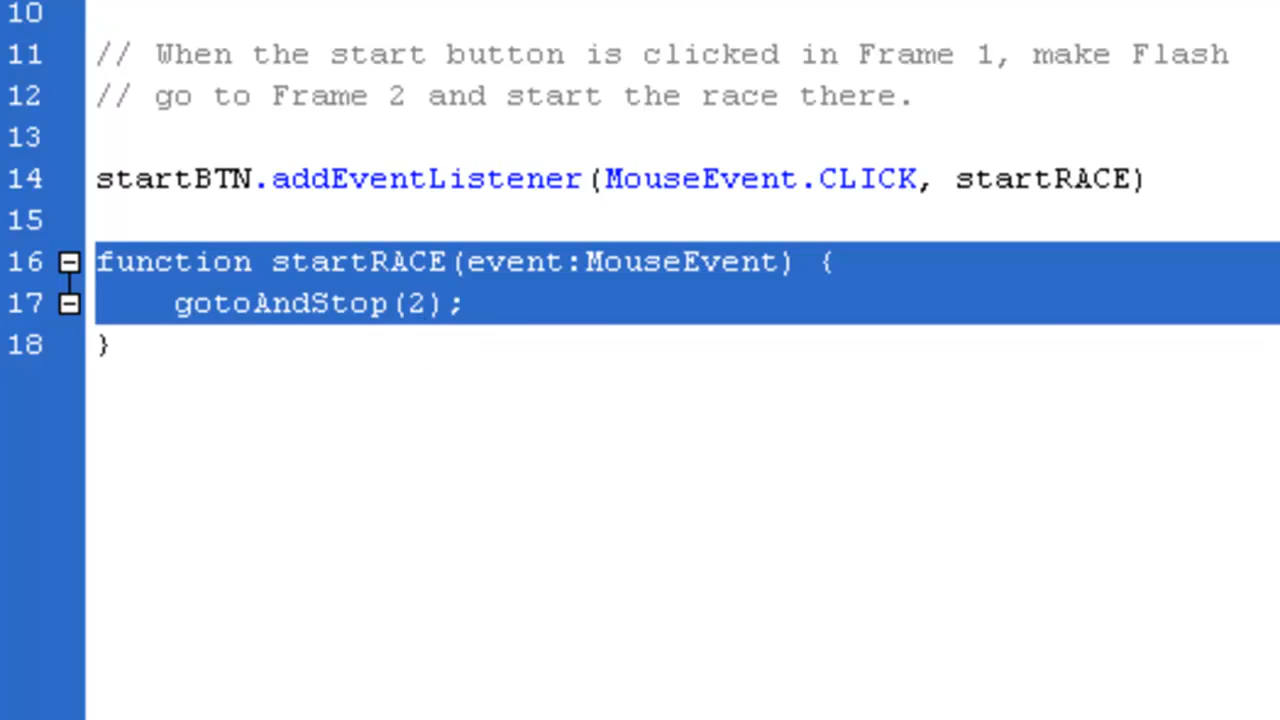 10
11 // When the start button is clicked in Frame 1, make Flash
12 // go to Frame 2 and start the race there.
13
14 startBTN.addEventListener(MouseEvent.CLICK, startRACE)
15
16 function startRACE(event:MouseEvent) {
17 gotoAndStop(2);
18 }